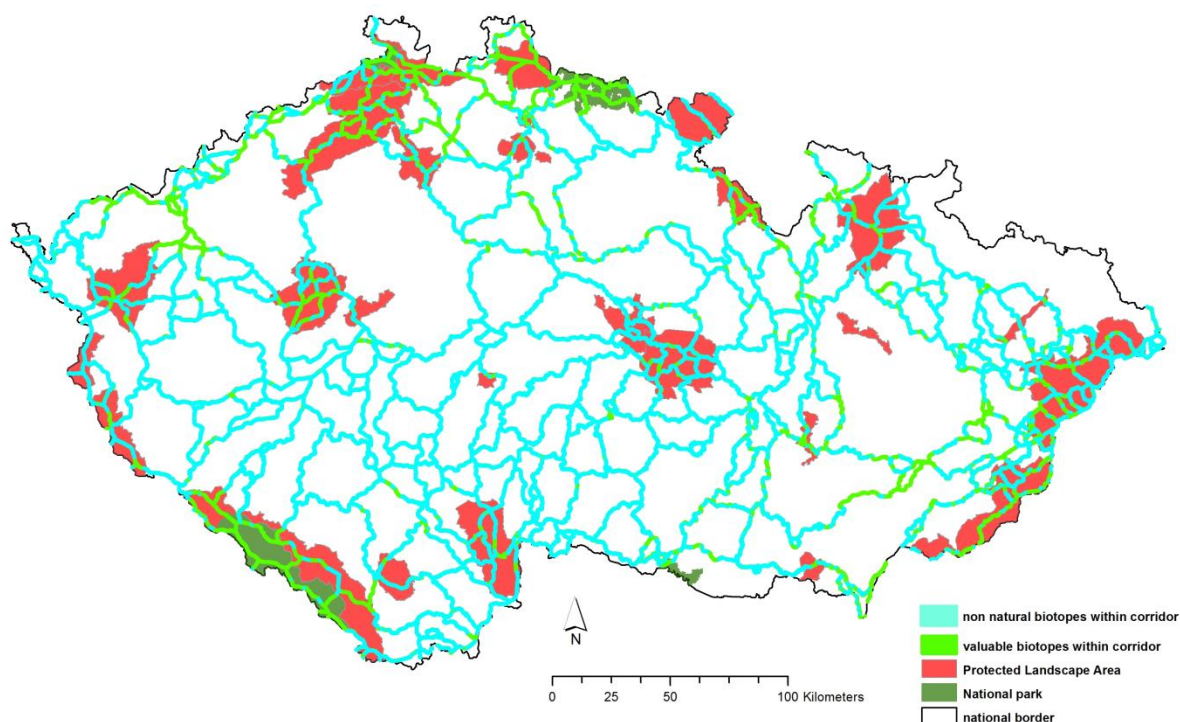 N
0 25 50 100 Kilometers
non natural biotopes within corridor
valuable biotopes within corridor
Protected Landscape Area
National park
national border